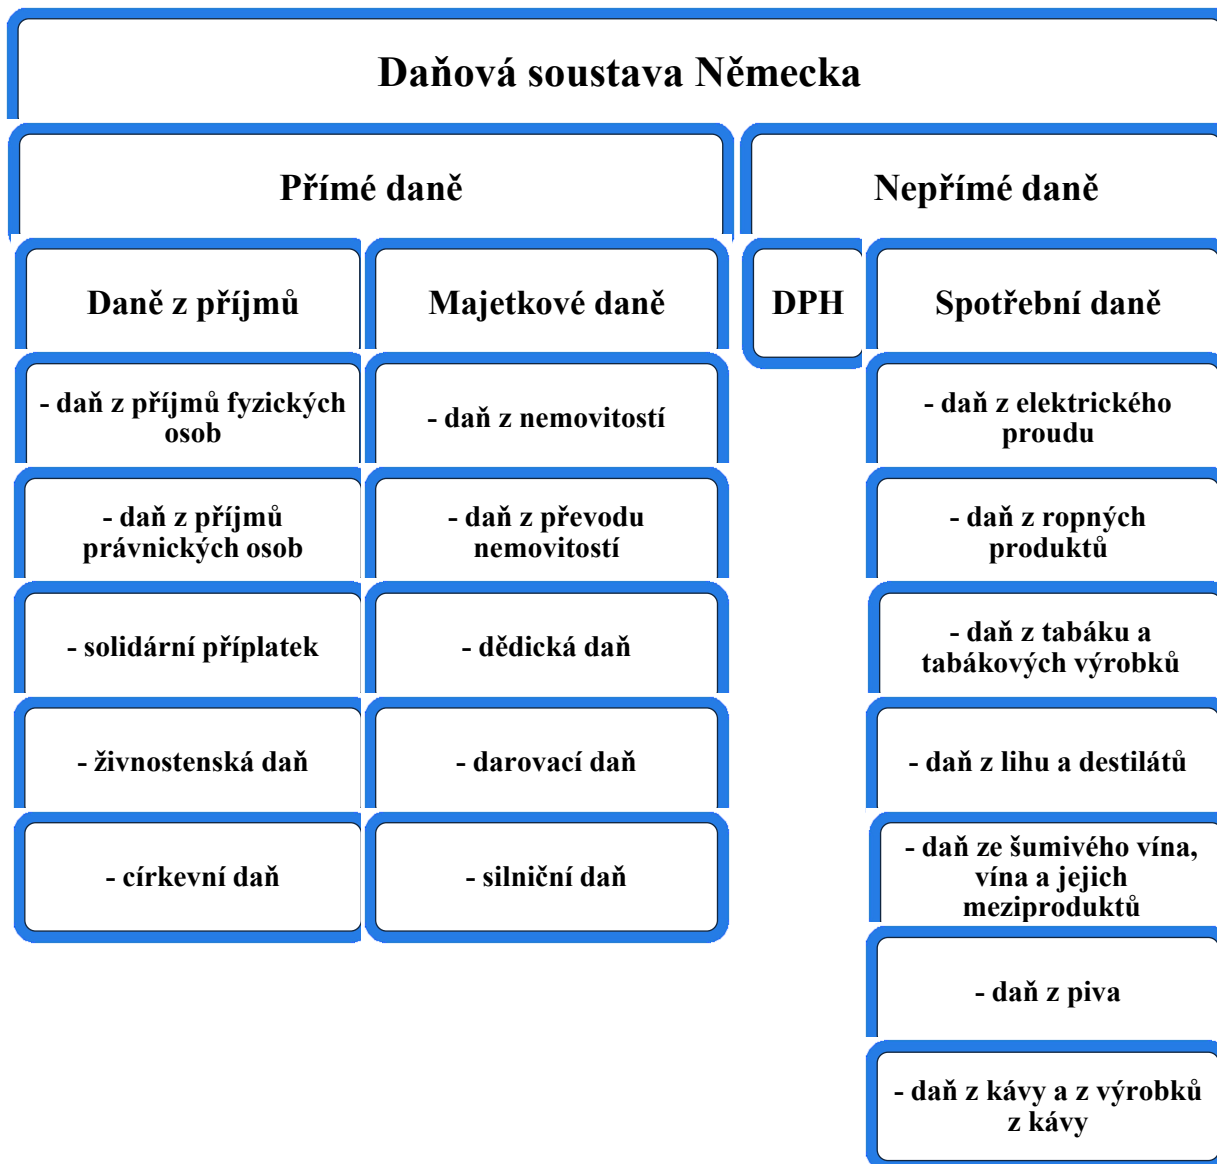 Daňová soustava Německa
Přímé daně
Nepřímé daně
Daně z příjmů
Majetkové daně
DPH
Spotřební daně
- daň z příjmů fyzických
osob
- daň z nemovitostí
- daň z elektrického
proudu
- daň z příjmů
právnických osob
- daň z převodu
nemovitostí
- daň z ropných
produktů
- solidární příplatek
- dědická daň
- daň z tabáku a
tabákových výrobků
- živnostenská daň
- darovací daň
- daň z lihu a destilátů
- církevní daň
- silniční daň
- daň ze šumivého vína,
vína a jejich
meziproduktů
- daň z piva
- daň z kávy a z výrobků
z kávy